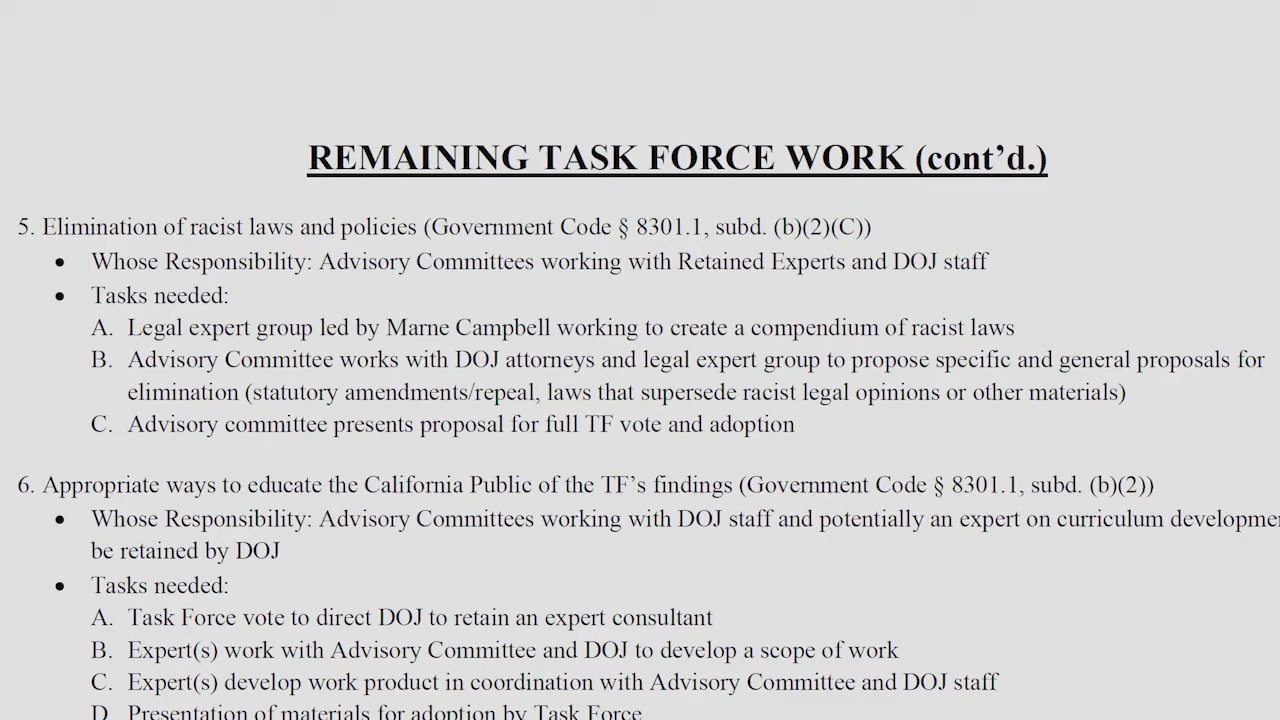 REMAINING TASK FORCE WORK (cont’d.)
5. Elimination of racist laws and policies (Government Code § 8301.1, subd. (b)(2)(C))
• Whose Responsibility: Advisory Committees working with Retained Experts and DOJ staff
• Tasks needed:
A. Legal expert group led by Marne Campbell working to create a compendium of racist laws
B. Advisory Committee works with DOJ attorneys and legal expert group to propose specific and general proposals for
elimination (statutory amendments/repeal, laws that supersede racist legal opinions or other materials)
C. Advisory committee presents proposal for full TF vote and adoption
6. Appropriate ways to educate the California Public of the TF’s findings (Government Code § 8301.1, subd. (b)(2))
• Whose Responsibility: Advisory Committees working with DOJ staff and potentially an expert on curriculum developme
be retained by DOJ
• Tasks needed:
A. Task Force vote to direct DOJ to retain an expert consultant
B. Expert(s) work with Advisory Committee and DOJ to develop a scope of work
C. Expert(s) develop work product in coordination with Advisory Committee and DOJ staff
D. Presentation of materials for adoption by Task Force